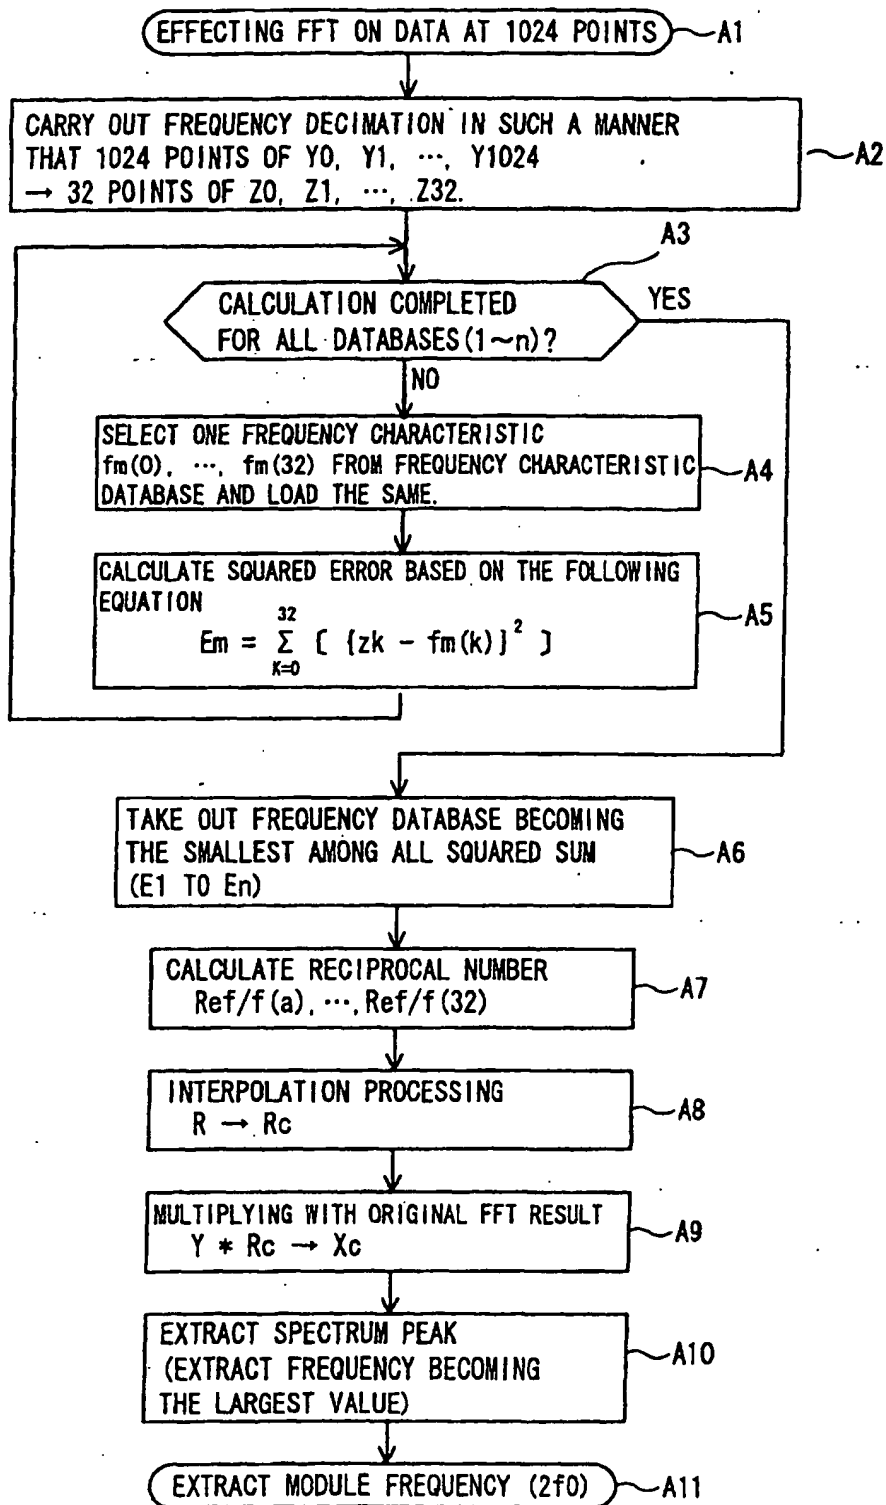 EFFECTING FFT ON DATA AT 1024 POINTS
A1
CARRY OUT FREQUENCY DECIMATION IN SUCH A MANNER
THAT 1024 POINTS OF Y0, Y1, ···, Y1024
→ 32 POINTS OF Z0, Z1, ···, Z32.
A2
A3
CALCULATION COMPLETED
FOR ALL DATABASES(1~n)?
YES
NO
SELECT ONE FREQUENCY CHARACTERISTIC
fm(0), ···, fm(32) FROM FREQUENCY CHARACTERISTIC
DATABASE AND LOAD THE SAME.
A4
CALCULATE SQUARED ERROR BASED ON THE FOLLOWING
EQUATION
Em = 32 Σ K=0 [ {zk - fm(k)}² ]
A5
TAKE OUT FREQUENCY DATABASE BECOMING
THE SMALLEST AMONG ALL SQUARED SUM
(E1 TO En)
A6
CALCULATE RECIPROCAL NUMBER
Ref/f(a), ···, Ref/f(32)
A7
INTERPOLATION PROCESSING
R → Rc
A8
MULTIPLYING WITH ORIGINAL FFT RESULT
Y * Rc → Xc
A9
EXTRACT SPECTRUM PEAK
(EXTRACT FREQUENCY BECOMING
THE LARGEST VALUE)
A10
EXTRACT MODULE FREQUENCY (2f0)
A11